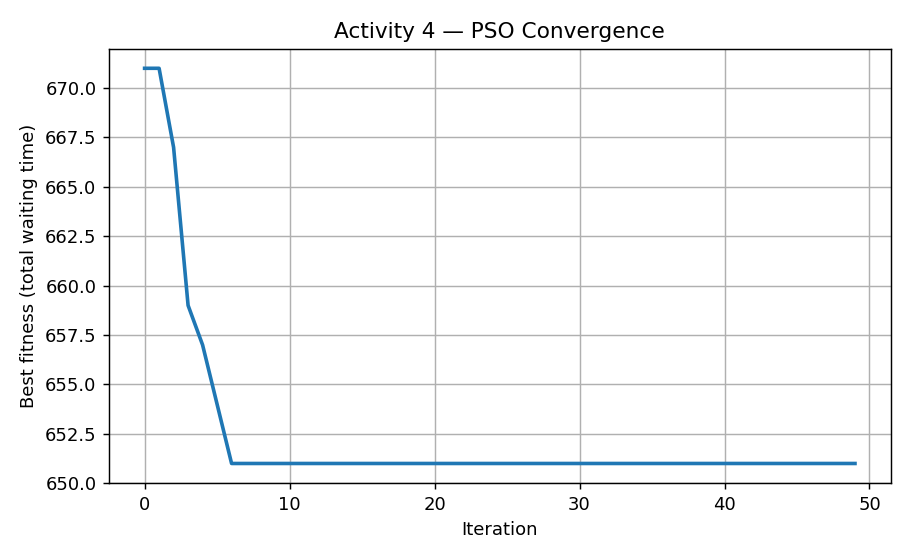 Activity 4 — PSO Convergence
Best fitness (total waiting time)
670.0
667.5
665.0
662.5
660.0
657.5
655.0
652.5
650.0
0 10 20 30 40 50
Iteration